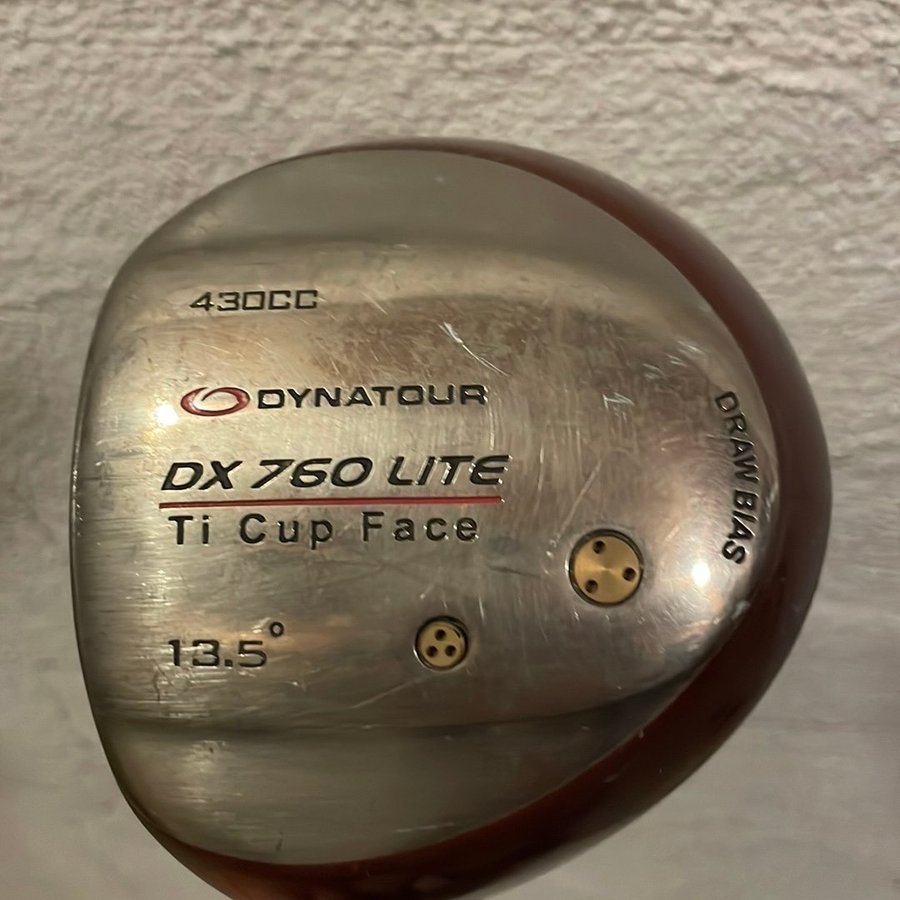 430CC
DYNATOUR
DX 760 LITE
Ti Cup Face
13.5°
DRAW BIAS